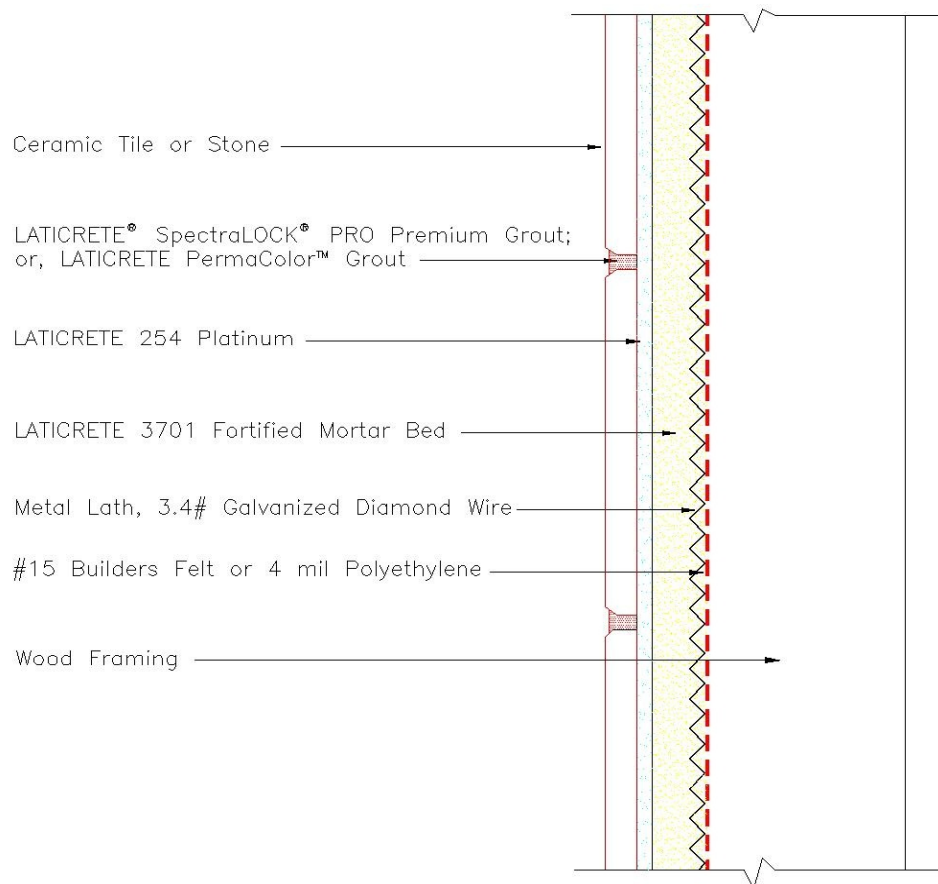 Ceramic Tile or Stone
LATICRETE® SpectraLOCK® PRO Premium Grout;
or, LATICRETE PermaColor™ Grout
LATICRETE 254 Platinum
LATICRETE 3701 Fortified Mortar Bed
Metal Lath, 3.4# Galvanized Diamond Wire
#15 Builders Felt or 4 mil Polyethylene
Wood Framing